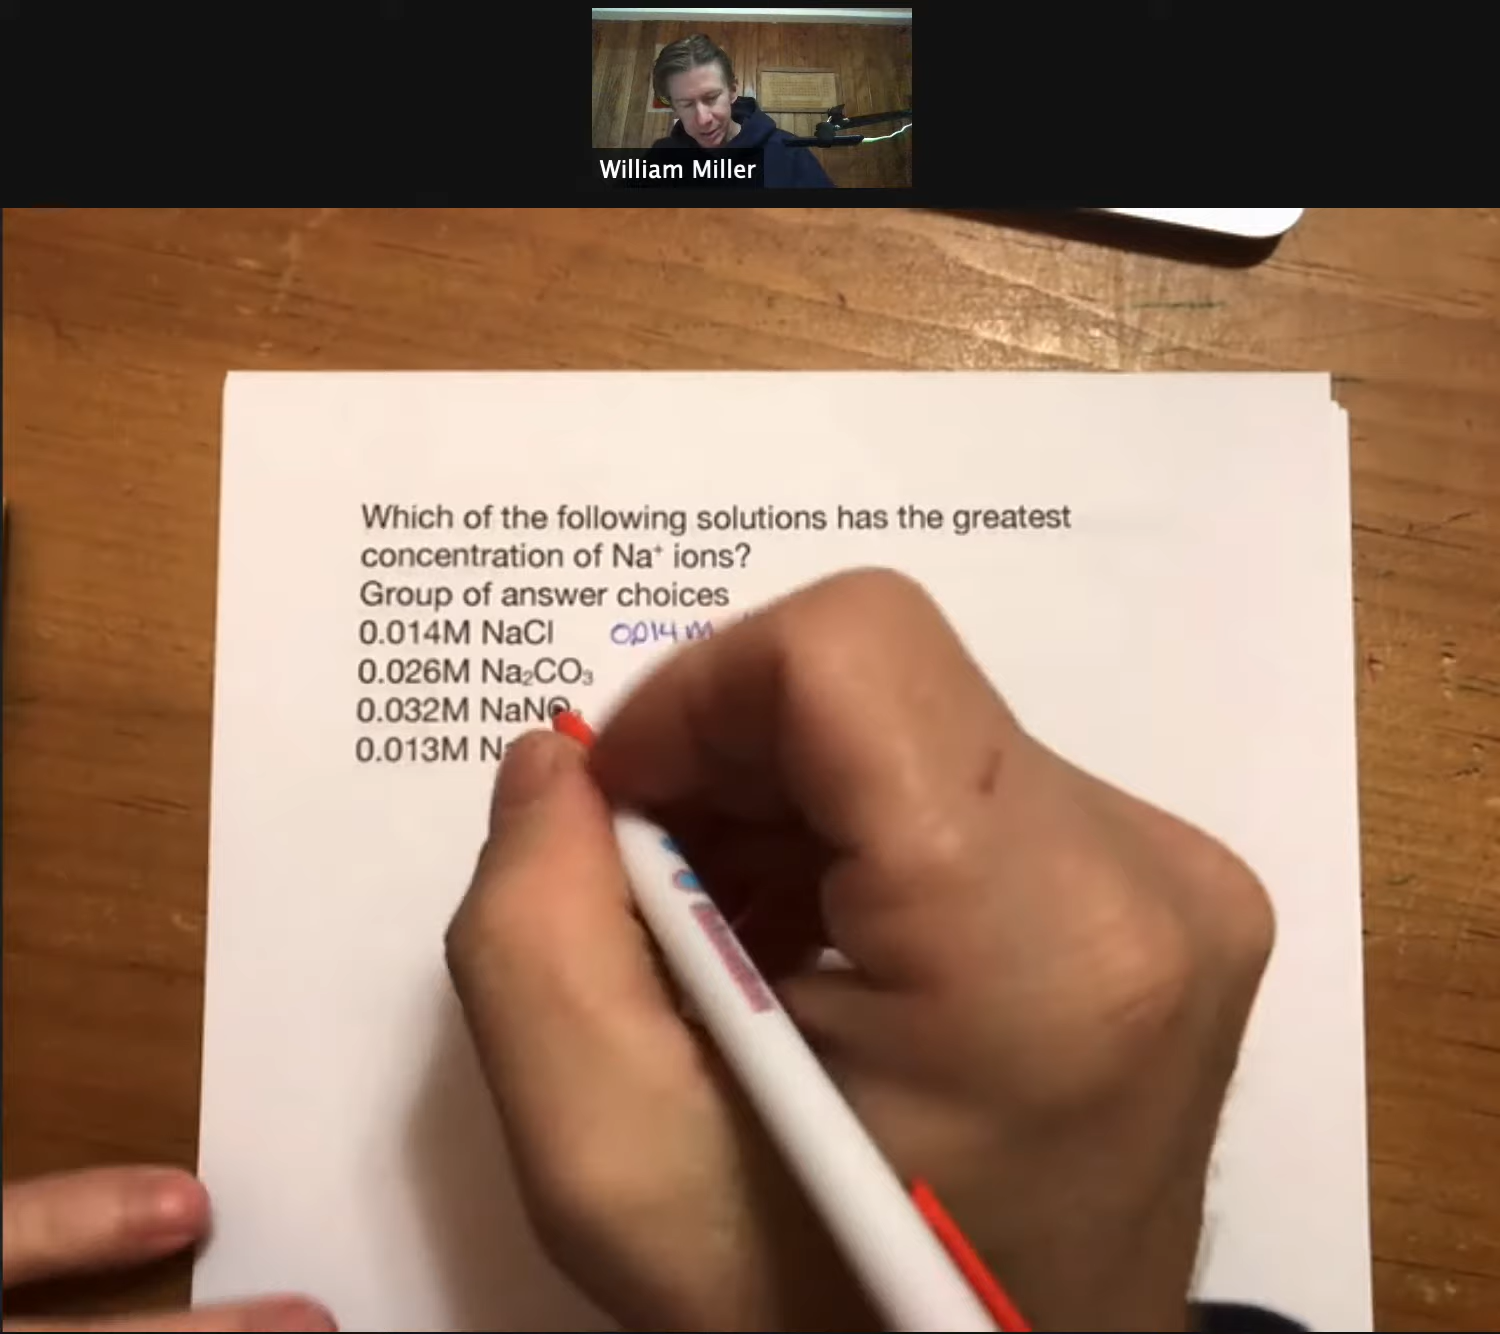 William Miller
Which of the following solutions has the greatest
concentration of Na⁺ ions?
Group of answer choices
0.014M NaCl 0.014 m
0.026M Na₂CO₃
0.032M
0.013M